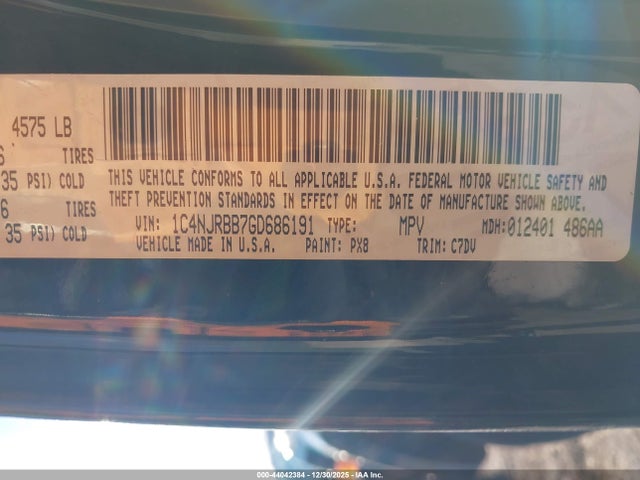 4575 LB
TIRES
35 PSI) COLD
TIRES
35 PSI) COLD
THIS VEHICLE CONFORMS TO ALL APPLICABLE U.S.A. FEDERAL MOTOR VEHICLE SAFETY AND
THEFT PREVENTION STANDARDS IN EFFECT ON THE DATE OF MANUFACTURE SHOWN ABOVE.
VIN: 1C4NJRBB7GD686191 TYPE: MPV MDH:012401 486AA
VEHICLE MADE IN U.S.A. PAINT: PX8 TRIM: C7DV
000-44042384 | 12/30/2025 - IAA Inc.